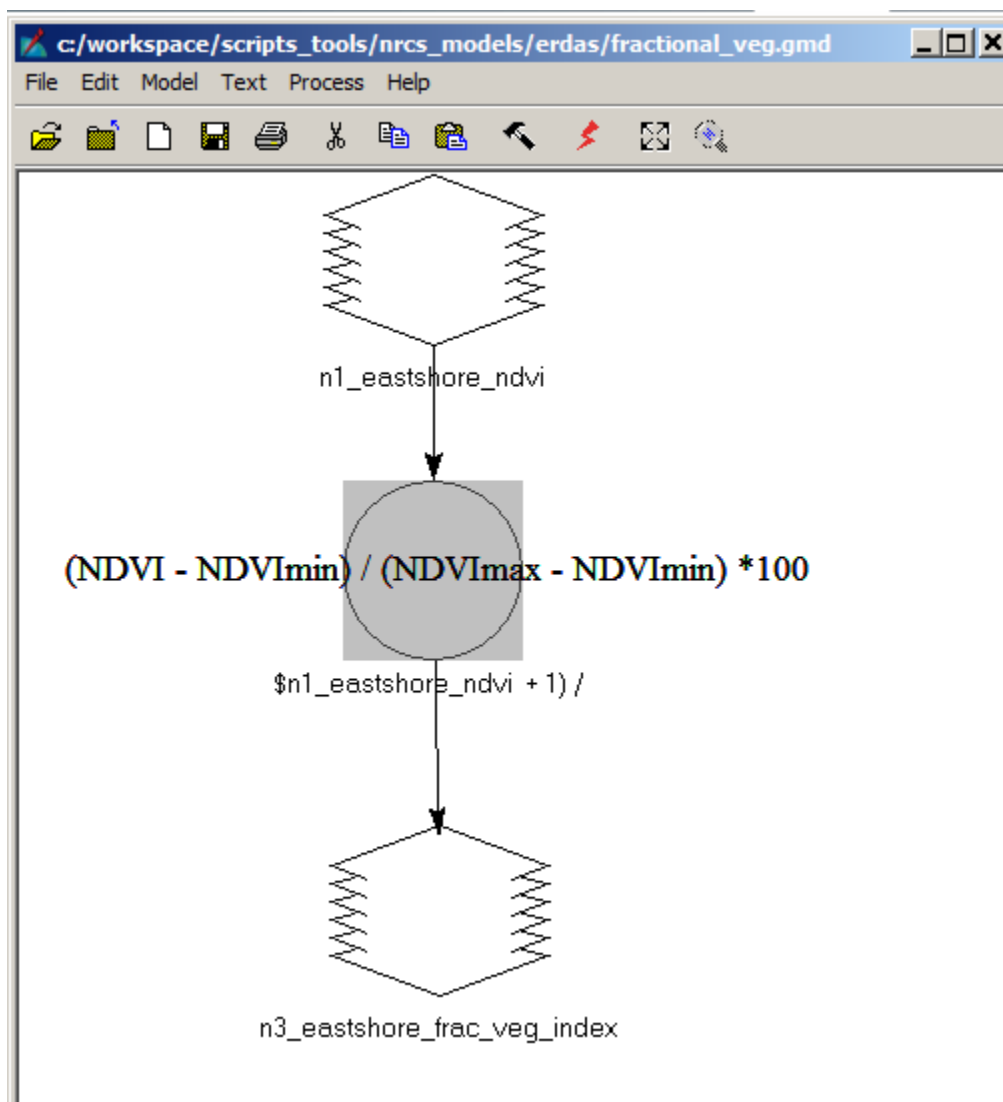 c:/workspace/scripts_tools/nrcs_models/erdas/fractional_veg.gmd
File Edit Model Text Process Help
n1_eastshore_ndvi
(NDVI - NDVImin) / (NDVImax - NDVImin) *100
$n1_eastshore_ndvi + 1) /
n3_eastshore_frac_veg_index